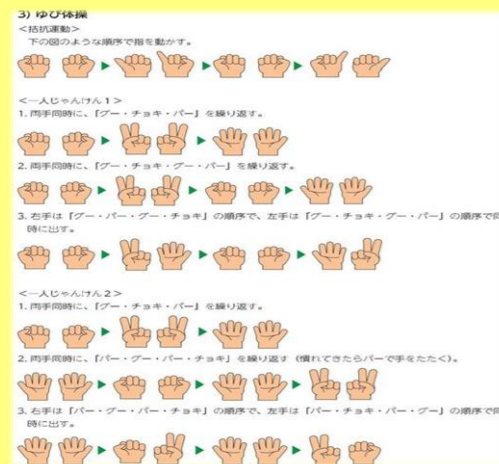 3) ゆび体操
＜拮抗運動＞
下の図のような順序で指を動かす。
＜一人じゃんけん1＞
1. 両手同時に、「グー・チョキ・パー」を繰り返す。
2. 両手同時に、「グー・チョキ・グー・パー」を繰り返す。
3. 右手は「グー・パー・グー・チョキ」の順序で、左手は「グー・チョキ・グー・パー」の順序で同
時に出す。
＜一人じゃんけん2＞
1. 両手同時に、「グー・チョキ・パー」を繰り返す。
2. 両手同時に、「パー・グー・パー・チョキ」を繰り返す（慣れてきたらパーで手をたたく）。
3. 右手は「パー・グー・パー・チョキ」の順序で、左手は「パー・チョキ・パー・グー」の順序で同
時に出す。